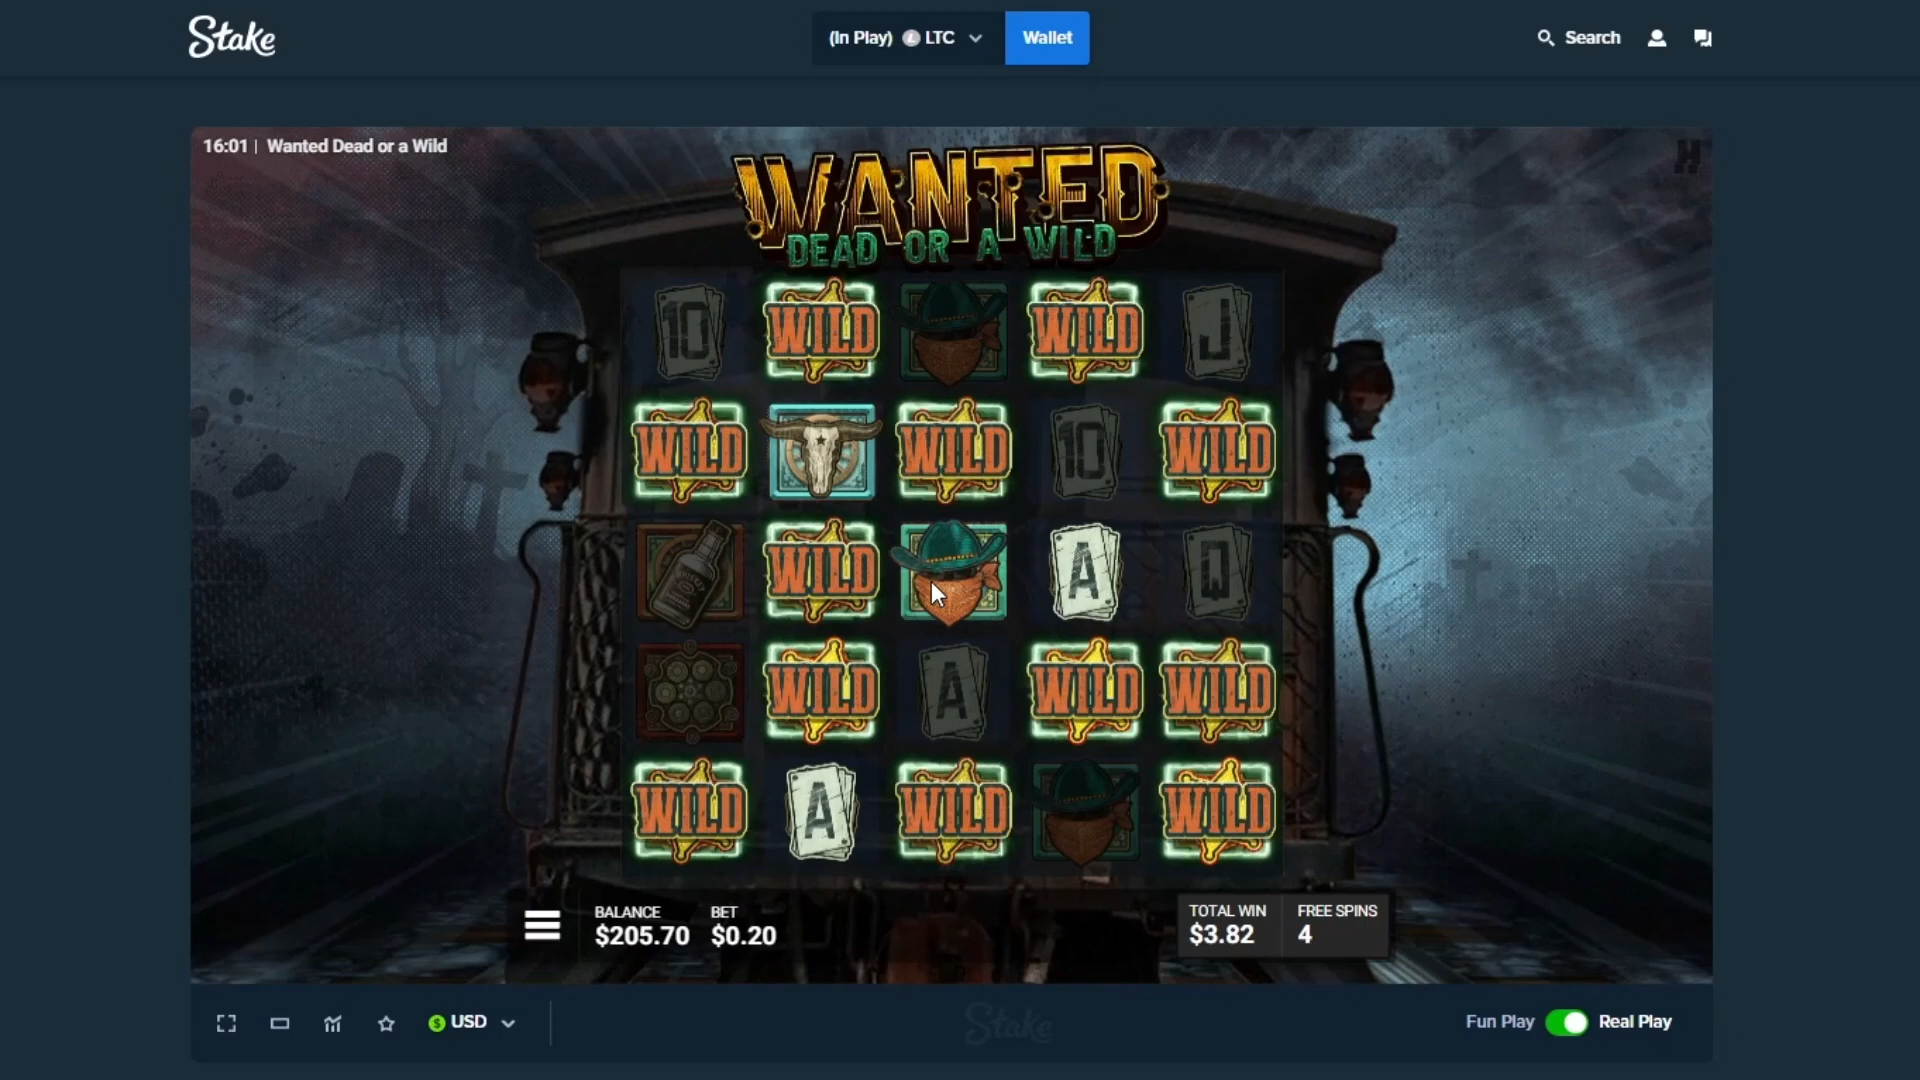 Stake
(In Play) LTC
Wallet
Search
16:01 | Wanted Dead or a Wild
WANTED
DEAD OR A WILD
10 WILD WILD J
WILD WILD 10 WILD
WILD A Q
WILD A WILD WILD
WILD A WILD WILD
BALANCE BET
$205.70 $0.20
TOTAL WIN FREE SPINS
$3.82 4
USD
Stake
Fun Play Real Play